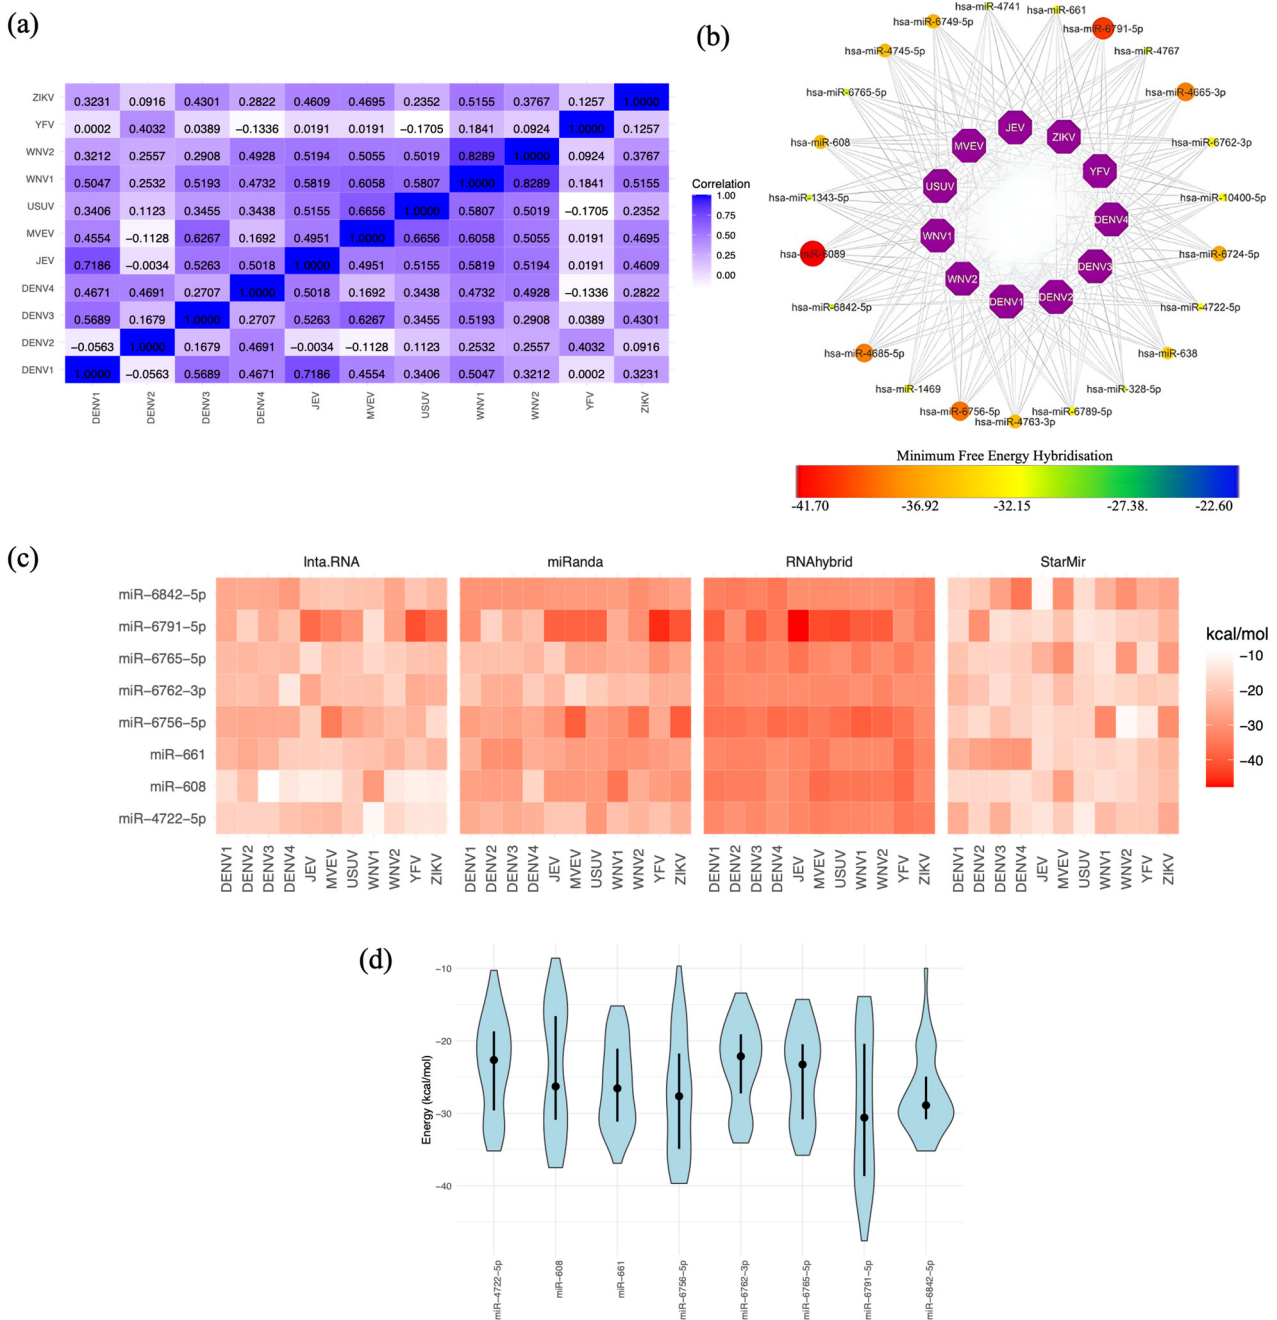 (a)
ZIKV 0.3231 0.0916 0.4301 0.2822 0.4609 0.4695 0.2352 0.5155 0.3767 0.1257 1.0000
YFV 0.0002 0.4032 0.0389 −0.1336 0.0191 0.0191 −0.1705 0.1841 0.0924 1.0000 0.1257
WNV2 0.3212 0.2557 0.2908 0.4928 0.5194 0.5055 0.5019 0.8289 1.0000 0.0924 0.3767
WNV1 0.5047 0.2532 0.5193 0.4732 0.5819 0.6058 0.5807 1.0000 0.8289 0.1841 0.5155
USUV 0.3406 0.1123 0.3455 0.3438 0.5155 0.6656 1.0000 0.5807 0.5019 −0.1705 0.2352
MVEV 0.4554 −0.1128 0.6267 0.1692 0.4951 1.0000 0.6656 0.6058 0.5055 0.0191 0.4695
JEV 0.7186 −0.0034 0.5263 0.5018 1.0000 0.4951 0.5155 0.5819 0.5194 0.0191 0.4609
DENV4 0.4671 0.4691 0.2707 1.0000 0.5018 0.1692 0.3438 0.4732 0.4928 −0.1336 0.2822
DENV3 0.5689 0.1679 1.0000 0.2707 0.5263 0.6267 0.3455 0.5193 0.2908 0.0389 0.4301
DENV2 −0.0563 1.0000 0.1679 0.4691 −0.0034 −0.1128 0.1123 0.2532 0.2557 0.4032 0.0916
DENV1 1.0000 −0.0563 0.5689 0.4671 0.7186 0.4554 0.3406 0.5047 0.3212 0.0002 0.3231
DENV1 DENV2 DENV3 DENV4 JEV MVEV USUV WNV1 WNV2 YFV ZIKV
Correlation
1.00
0.75
0.50
0.25
0.00
(b)
hsa-miR-4741
hsa-miR-661
hsa-miR-6749-5p
hsa-miR-6791-5p
hsa-miR-4745-5p
hsa-miR-4767
hsa-miR-6765-5p
hsa-miR-4665-3p
hsa-miR-608
hsa-miR-6762-3p
hsa-miR-1343-5p
hsa-miR-10400-5p
hsa-miR-6089
hsa-miR-6724-5p
hsa-miR-6842-5p
hsa-miR-4722-5p
hsa-miR-4685-5p
hsa-miR-638
hsa-miR-1469
hsa-miR-328-5p
hsa-miR-6756-5p
hsa-miR-6789-5p
hsa-miR-4763-3p
JEV
ZIKV
MVEV
YFV
USUV
DENV4
WNV1
DENV3
WNV2
DENV2
DENV1
Minimum Free Energy Hybridisation
-41.70 -36.92 -32.15 -27.38. -22.60
(c)
Inta.RNA miRanda RNAhybrid StarMir
miR−6842−5p
miR−6791−5p
miR−6765−5p
miR−6762−3p
miR−6756−5p
miR−661
miR−608
miR−4722−5p
DENV1 DENV2 DENV3 DENV4 JEV MVEV USUV WNV1 WNV2 YFV ZIKV DENV1 DENV2 DENV3 DENV4 JEV MVEV USUV WNV1 WNV2 YFV ZIKV DENV1 DENV2 DENV3 DENV4 JEV MVEV USUV WNV1 WNV2 YFV ZIKV DENV1 DENV2 DENV3 DENV4 JEV MVEV USUV WNV1 WNV2 YFV ZIKV
kcal/mol
−10
−20
−30
−40
(d)
Energy (kcal/mol)
−10
−20
−30
−40
miR−4722−5p miR−608 miR−661 miR−6756−5p miR−6762−3p miR−6765−5p miR−6791−5p miR−6842−5p